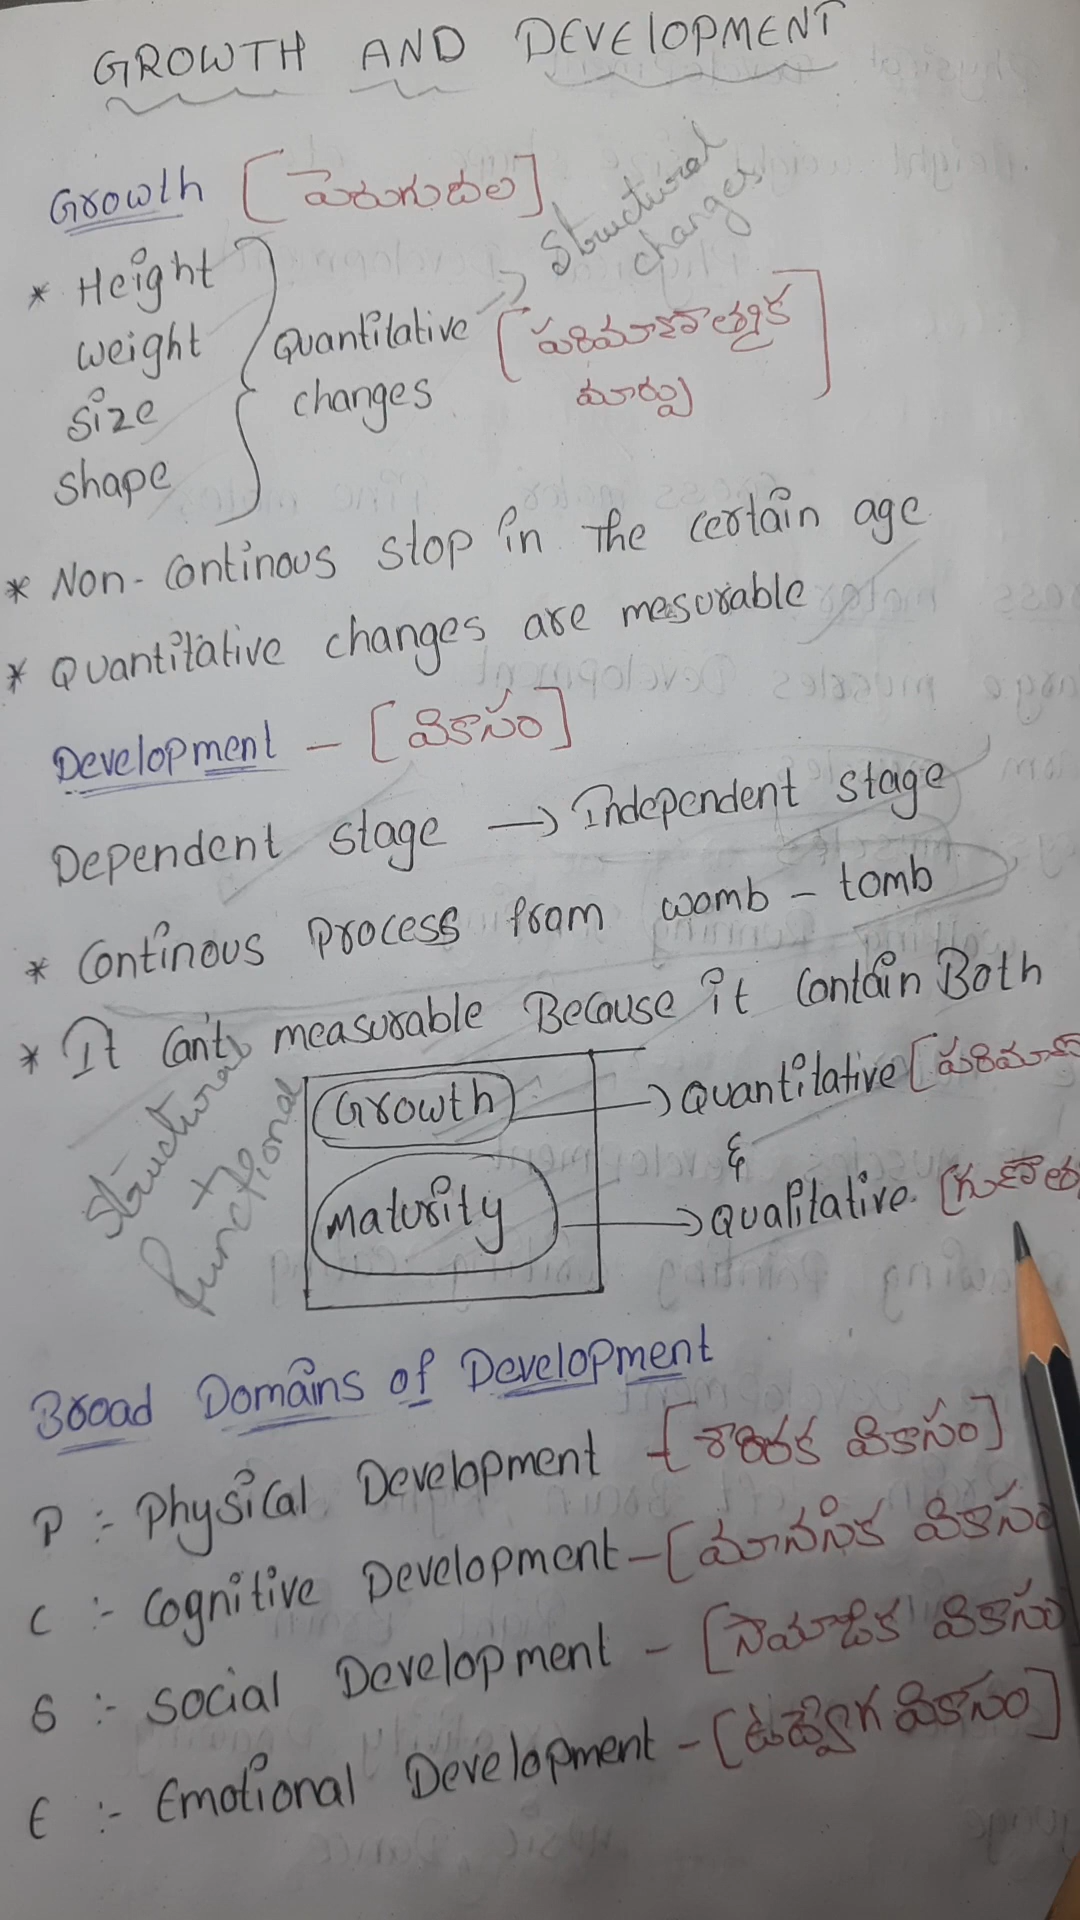 GROWTH AND DEVELOPMENT
Growth [పెరుగుదల]
* Height
weight
size
shape
Quantitative
changes
→ Structural
changes
[పరిమాణాత్మక
మార్పు]
* Non-continous stop in the certain age
* Quantitative changes are mesurable
Development - [వికాసం]
Dependent stage → Independent stage
* Continous process from womb - tomb
* It can't measurable Because it contain Both
Structural
+
functional
Growth → Quantitative [పరిమా
&
maturity → Qualitative. [గుణాత
Broad Domains of Development
P :- Physical Development - [శారీరక వికాసం]
C :- Cognitive Development - [మానసిక వికాసం
S :- Social Development - [సామాజిక వికాసం
E :- Emotional Development - [ఉద్వేగ వికాసం]